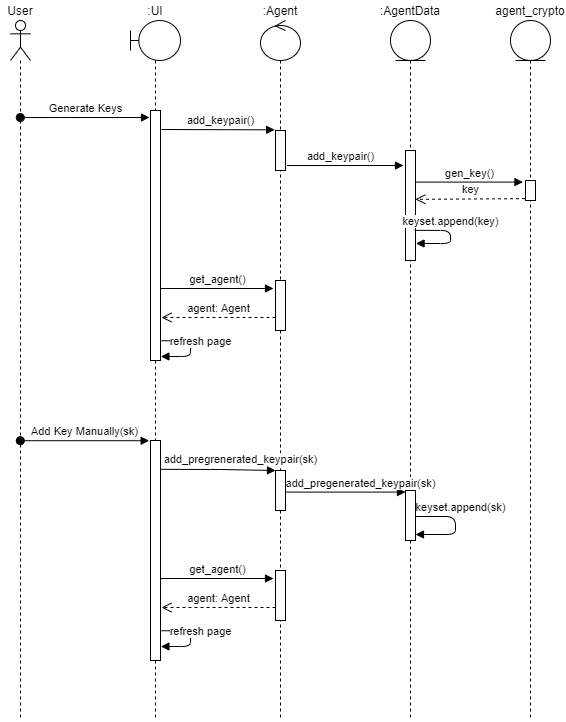 User
:UI
:Agent
:AgentData
agent_crypto
Generate Keys
add_keypair()
add_keypair()
gen_key()
key
keyset.append(key)
get_agent()
agent: Agent
refresh page
Add Key Manually(sk)
add_pregrenerated_keypair(sk)
add_pregenerated_keypair(sk)
keyset.append(sk)
get_agent()
agent: Agent
refresh page